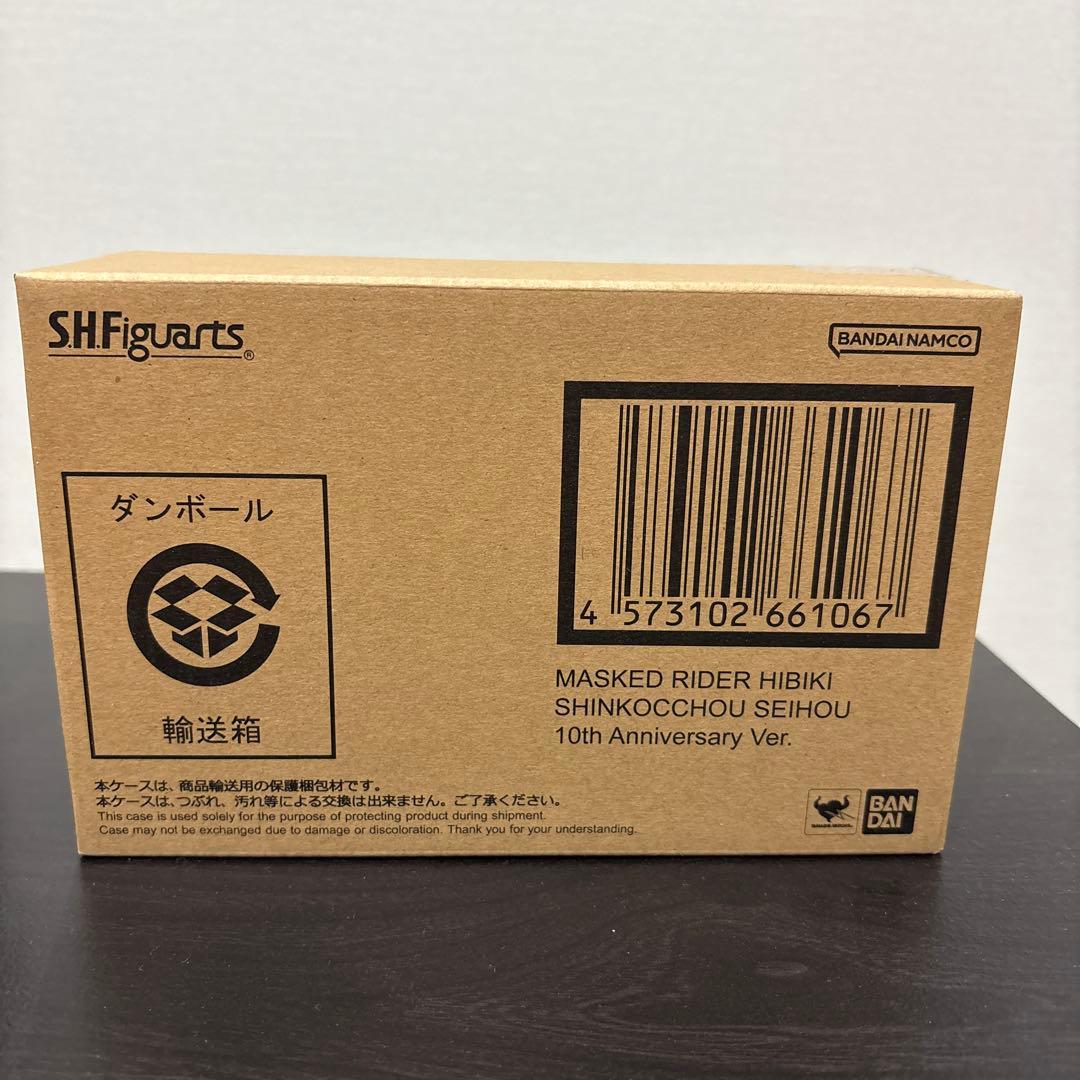 S.H.Figuarts®
BANDAI NAMCO
ダンボール
輸送箱
4 573102 661067
MASKED RIDER HIBIKI
SHINKOCCHOU SEIHOU
10th Anniversary Ver.
本ケースは、商品輸送用の保護梱包材です。
本ケースは、つぶれ、汚れ等による交換は出来ません。ご了承ください。
This case is used solely for the purpose of protecting product during shipment.
Case may not be exchanged due to damage or discoloration. Thank you for your understanding.
BAN
DAI